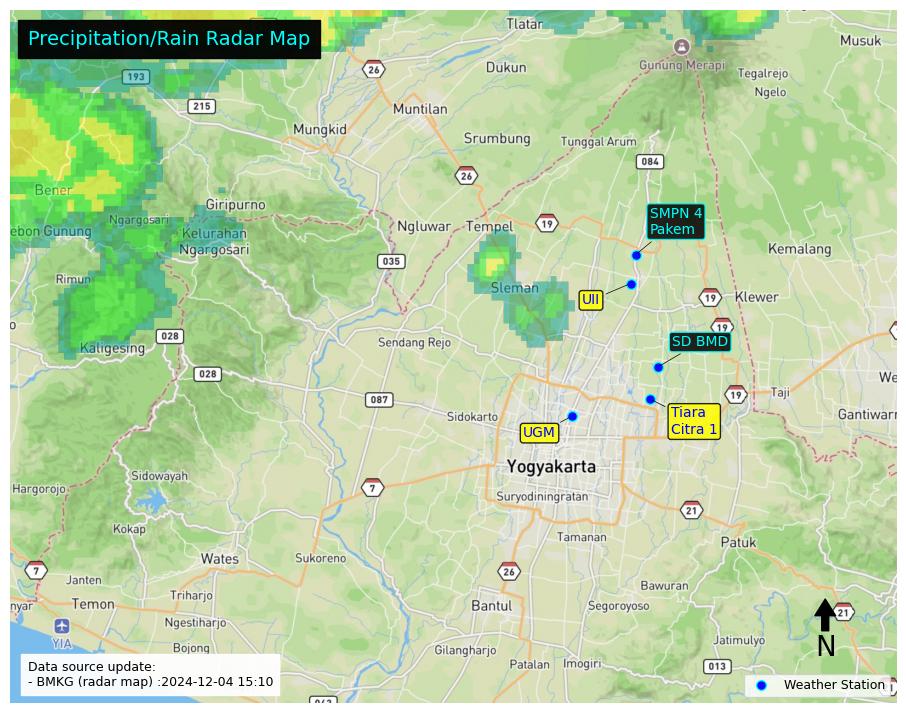 Precipitation/Rain Radar Map
Tlatar
Musuk
26
Dukun
Gunung Merapi
Tegalrejo
193
Ngelo
215
Muntilan
Mungkid
Srumbung
Tunggal Arum
084
26
Bener
Giripurno
SMPN 4
Pakem
Ngargosari
Ngluwar
Tempel
19
ebon Gunung
Kelurahan
Ngargosari
Kemalang
035
Rimun
Sleman
UII
19
Klewer
19
028
Kaligesing
Sendang Rejo
SD BMD
028
We
087
19
Taji
Sidokarto
Tiara
Citra 1
Gantiwarn
UGM
Yogyakarta
Sidowayah
Hargorojo
7
Suryodiningratan
21
Kokap
Tamanan
Patuk
Wates
Sukoreno
7
26
Janten
Bawuran
Triharjo
nyar
Temon
Bantul
Segoroyoso
21
Ngestiharjo
YIA
N
Bojong
Gilangharjo
Jatimulyo
Patalan
Imogiri
013
Data source update:
- BMKG (radar map) :2024-12-04 15:10
Weather Station